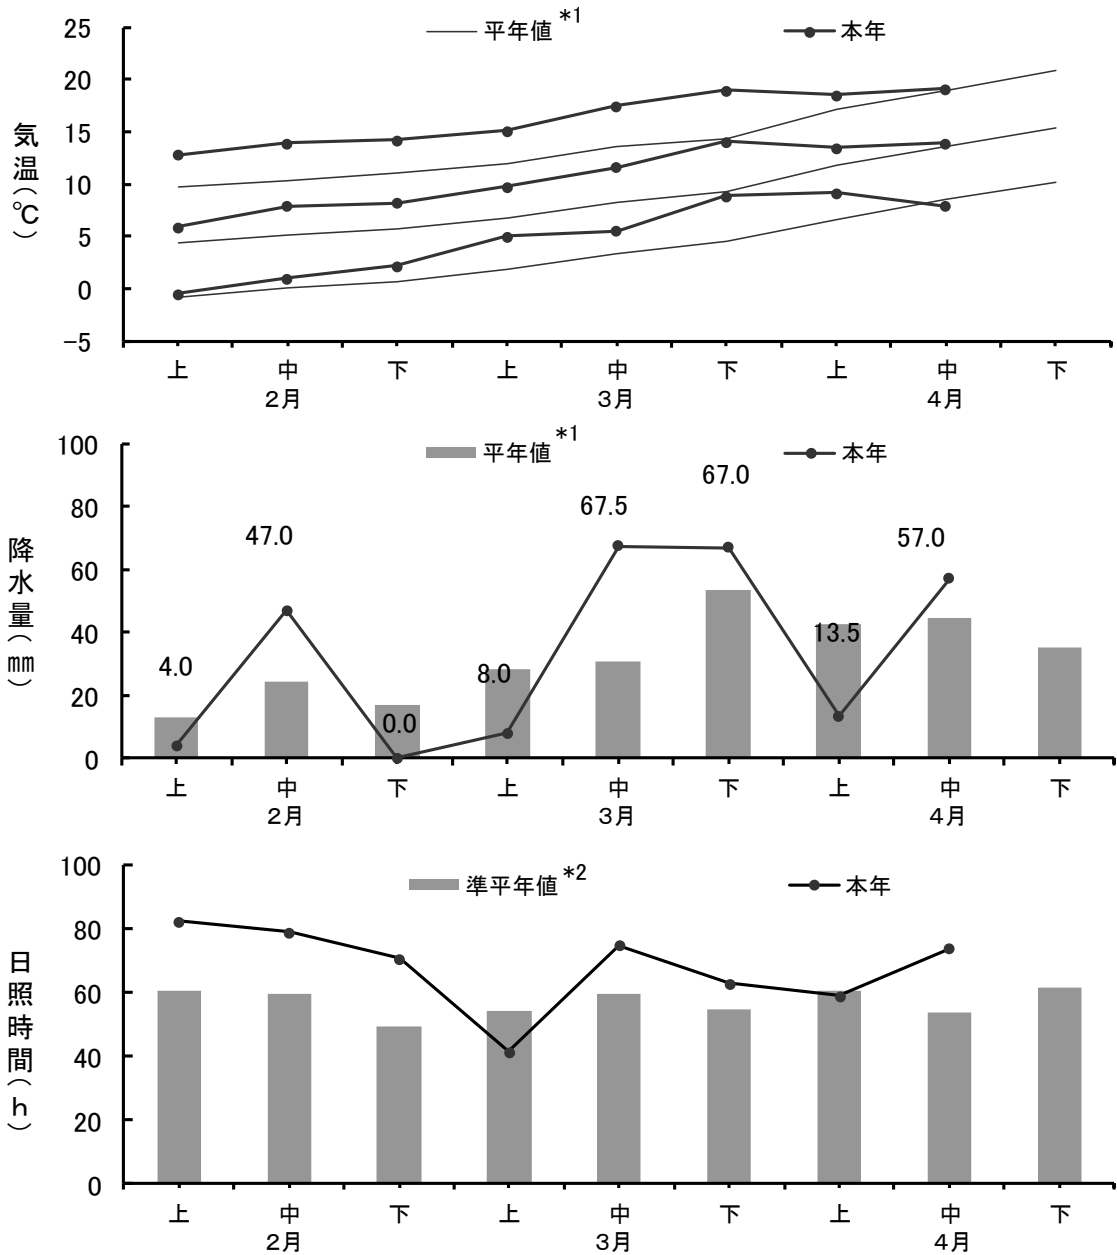 平年値*1 本年
気温(℃)
25
20
15
10
5
0
-5
上 中 下 上 中 下 上 中 下
2月 3月 4月
平年値*1 本年
降水量(㎜)
100
80
60
40
20
0
4.0 47.0 0.0 8.0 67.5 67.0 13.5 57.0
上 中 下 上 中 下 上 中 下
2月 3月 4月
準平年値*2 本年
日照時間(h)
100
80
60
40
20
0
上 中 下 上 中 下 上 中 下
2月 3月 4月